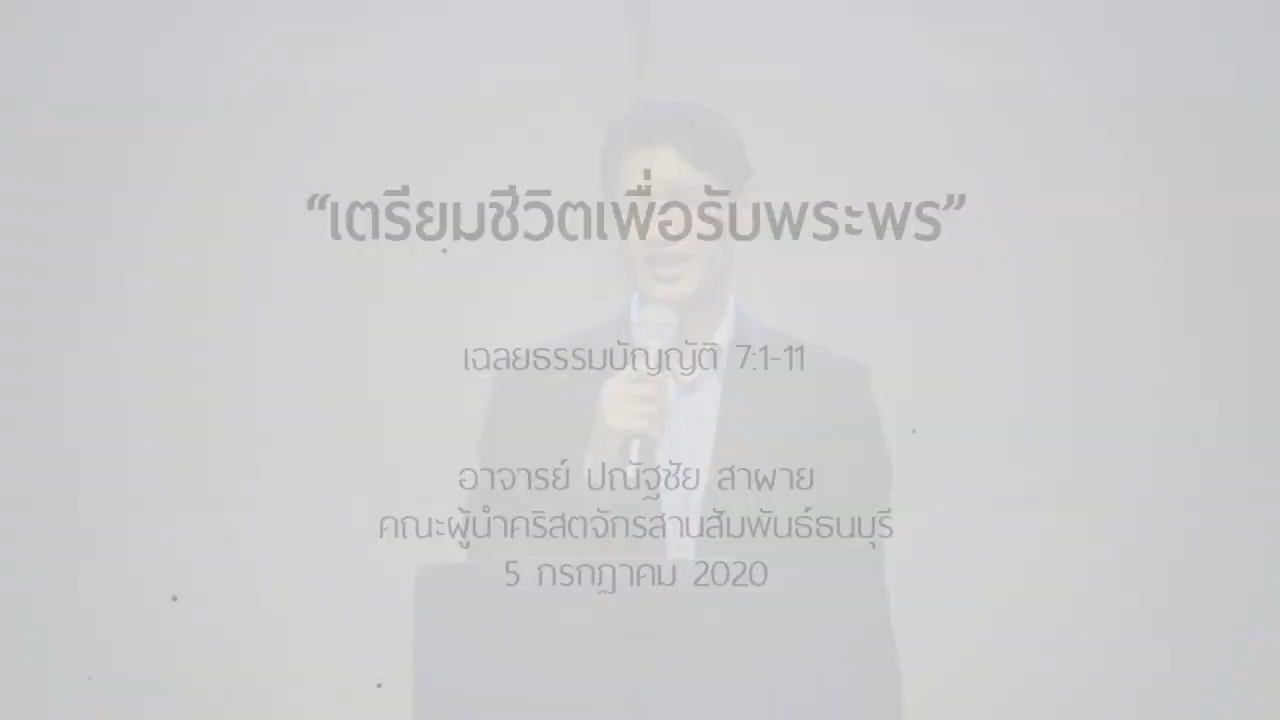 “เตรียมชีวิตเพื่อรับพระพร”
เฉลยธรรมบัญญัติ 7:1-11
อาจารย์ ปณัฐชัย สาผาย
คณะผู้นำคริสตจักรสานสัมพันธ์ธนบุรี
5 กรกฎาคม 2020